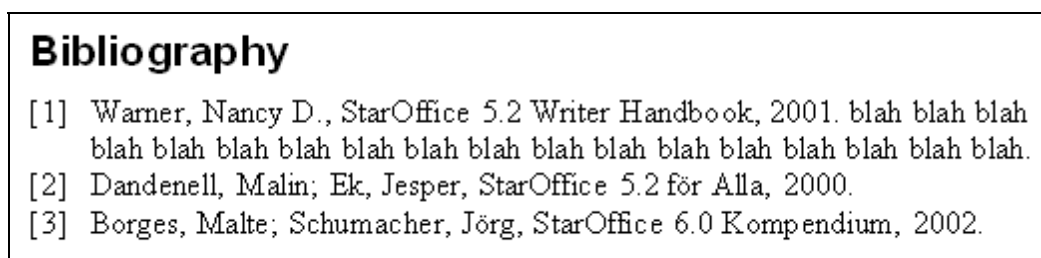 Bibliography
[1] Warner, Nancy D., StarOffice 5.2 Writer Handbook, 2001. blah blah blah
blah blah blah blah blah blah blah blah blah blah blah blah blah blah blah.
[2] Dandenell, Malin; Ek, Jesper, StarOffice 5.2 för Alla, 2000.
[3] Borges, Malte; Schumacher, Jörg, StarOffice 6.0 Kompendium, 2002.